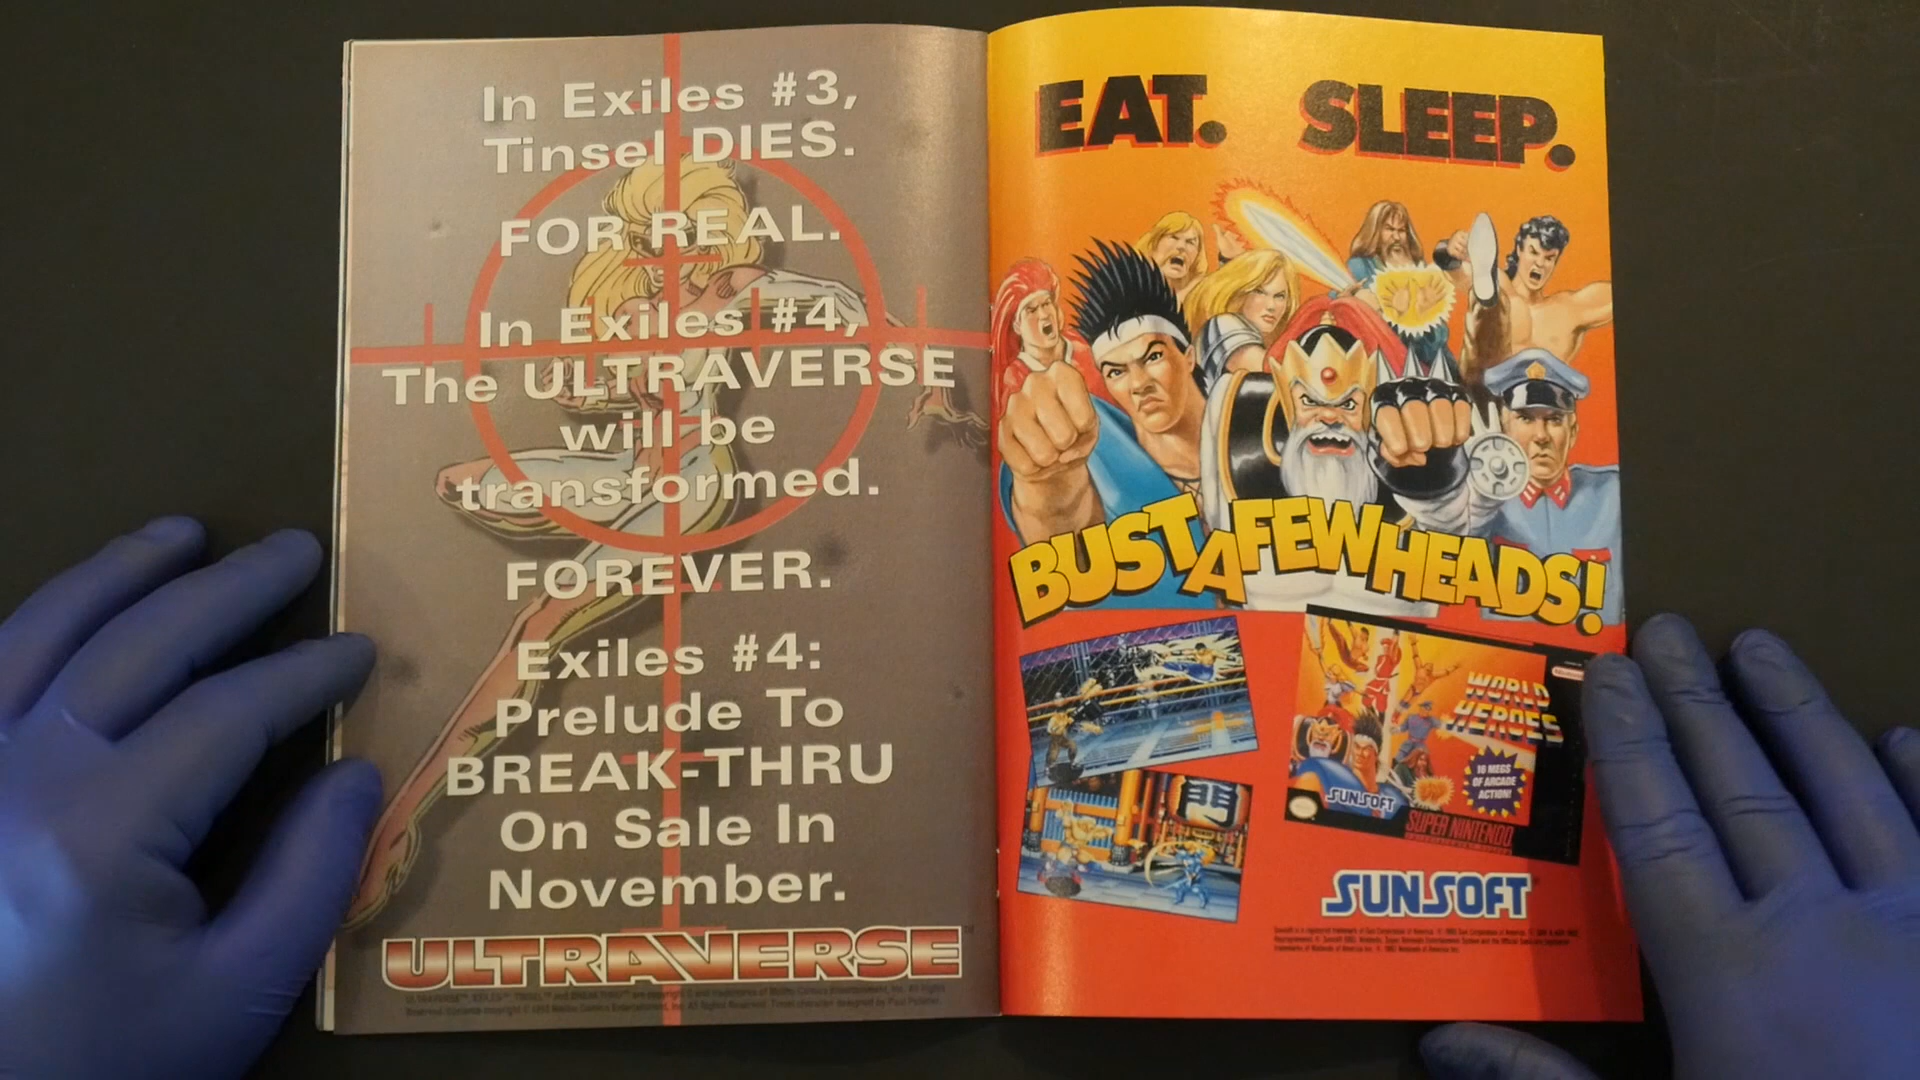 In Exiles #3,
Tinsel DIES.
FOR REAL.
In Exiles #4,
The ULTRAVERSE
will be
transformed.
FOREVER.
Exiles #4:
Prelude To
BREAK-THRU
On Sale In
November.
ULTRAVERSE
EAT. SLEEP.
BUST A FEW HEADS!
WORLD
HEROES
16 MEGS
OF ARCADE
ACTION!
SUNSOFT
SUPER NINTENDO
SUNSOFT